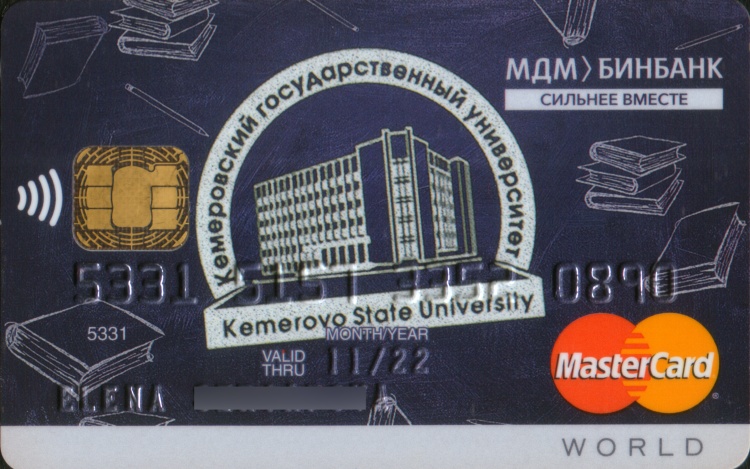 МДМ〉БИНБАНК
СИЛЬНЕЕ ВМЕСТЕ
Кемеровский государственный университет
Kemerovo State University
5331 0890
5331
MONTH/YEAR
VALID THRU 11/22
ELENA
MasterCard
WORLD